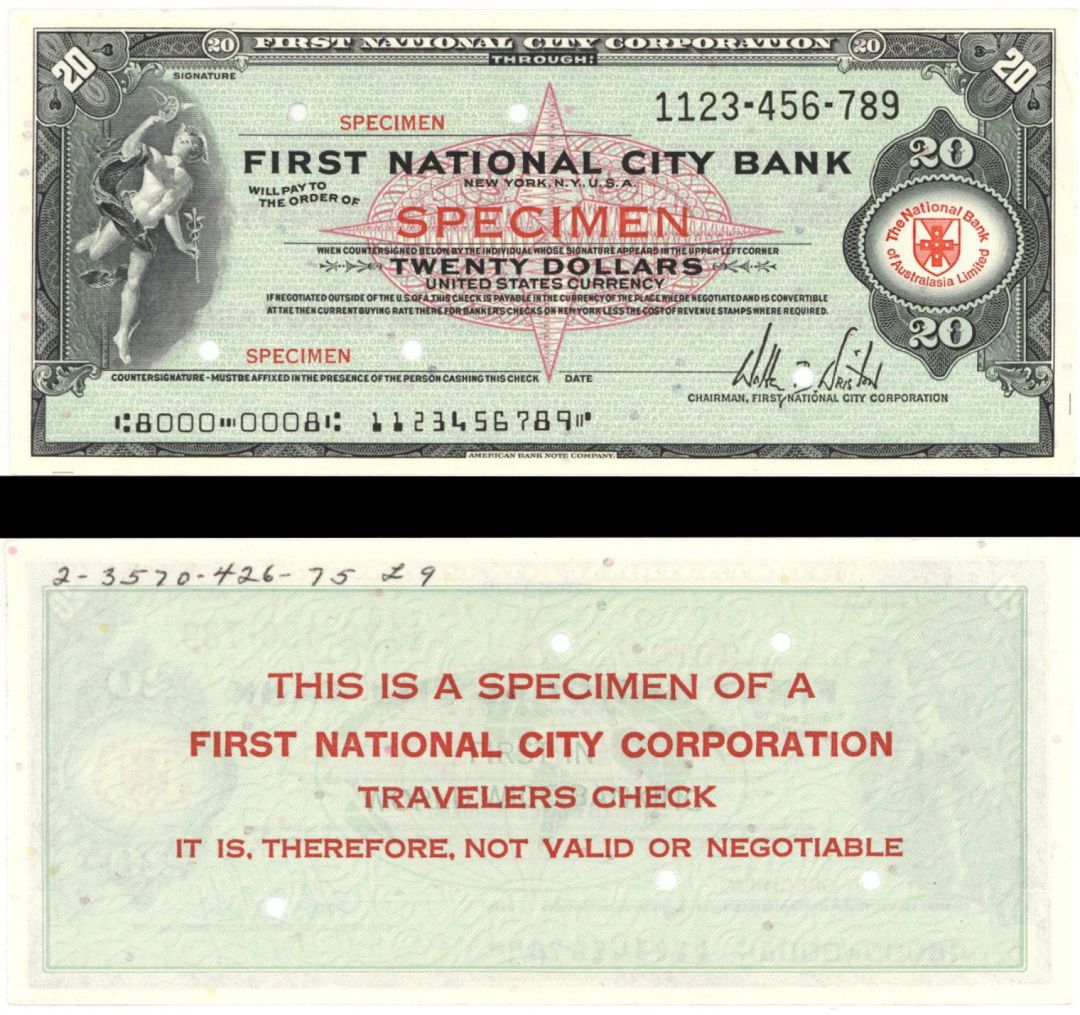 20 20 FIRST NATIONAL CITY CORPORATION 20 20
THROUGH:
SIGNATURE
SPECIMEN
1123-456-789
FIRST NATIONAL CITY BANK
NEW YORK, N.Y., U.S.A.
WILL PAY TO
THE ORDER OF
SPECIMEN
20
The National Bank
of Australasia Limited
20
WHEN COUNTERSIGNED BELOW BY THE INDIVIDUAL WHOSE SIGNATURE APPEARS IN THE UPPER LEFT CORNER
TWENTY DOLLARS
UNITED STATES CURRENCY
IF NEGOTIATED OUTSIDE OF THE U.S. OF A. THIS CHECK IS PAYABLE IN THE CURRENCY OF THE PLACE WHERE NEGOTIATED AND IS CONVERTIBLE
AT THE THEN CURRENT BUYING RATE THERE FOR BANKER'S CHECKS ON NEW YORK LESS THE COST OF REVENUE STAMPS WHERE REQUIRED.
SPECIMEN
Walter B. Wriston
COUNTERSIGNATURE - MUST BE AFFIXED IN THE PRESENCE OF THE PERSON CASHING THIS CHECK DATE
CHAIRMAN, FIRST NATIONAL CITY CORPORATION
⑆8000⑉0008⑆ 1123456789⑈
AMERICAN BANK NOTE COMPANY.
2-3570-426-75 L9
THIS IS A SPECIMEN OF A
FIRST NATIONAL CITY CORPORATION
FIRST IN
TRAVELERS CHECK
IT IS, THEREFORE, NOT VALID OR NEGOTIABLE